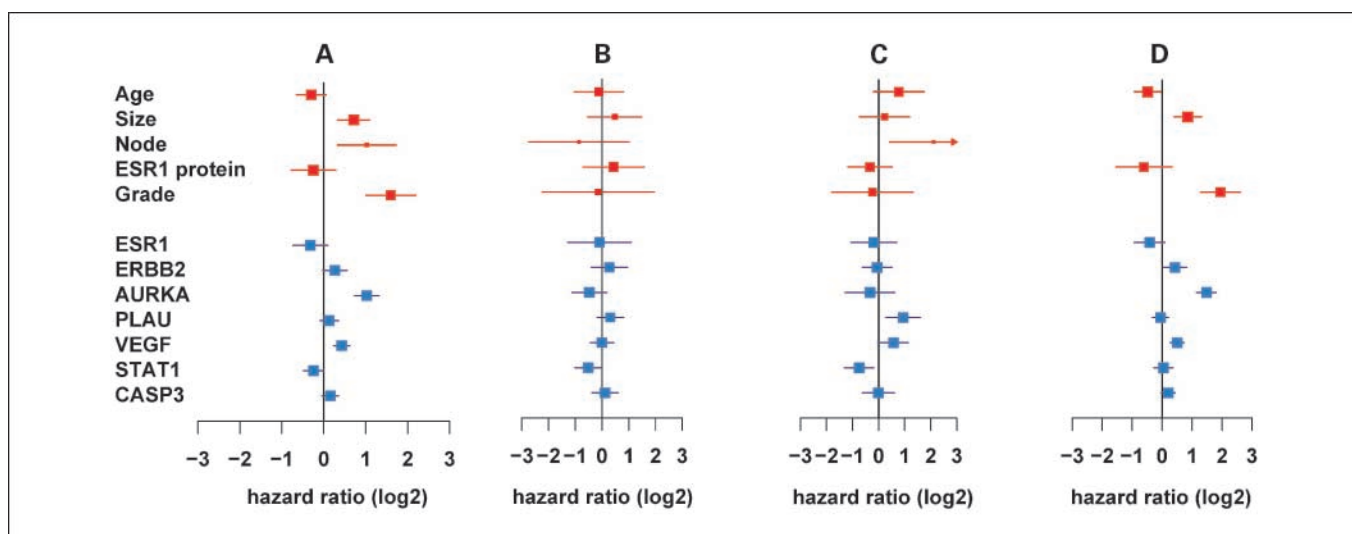 A B C D
Age
Size
Node
ESR1 protein
Grade
ESR1
ERBB2
AURKA
PLAU
VEGF
STAT1
CASP3
−3 −2 −1 0 1 2 3 −3 −2 −1 0 1 2 3 −3 −2 −1 0 1 2 3 −3 −2 −1 0 1 2 3
hazard ratio (log2) hazard ratio (log2) hazard ratio (log2) hazard ratio (log2)